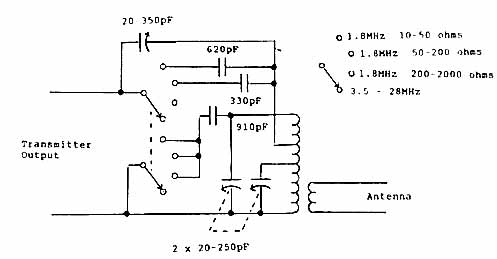 20 350pF
620pF
330pF
910pF
Transmitter
Output
2 x 20-250pF
Antenna
1.8MHz 10-50 ohms
1.8MHz 50-200 ohms
1.8MHz 200-2000 ohms
3.5 - 28MHz